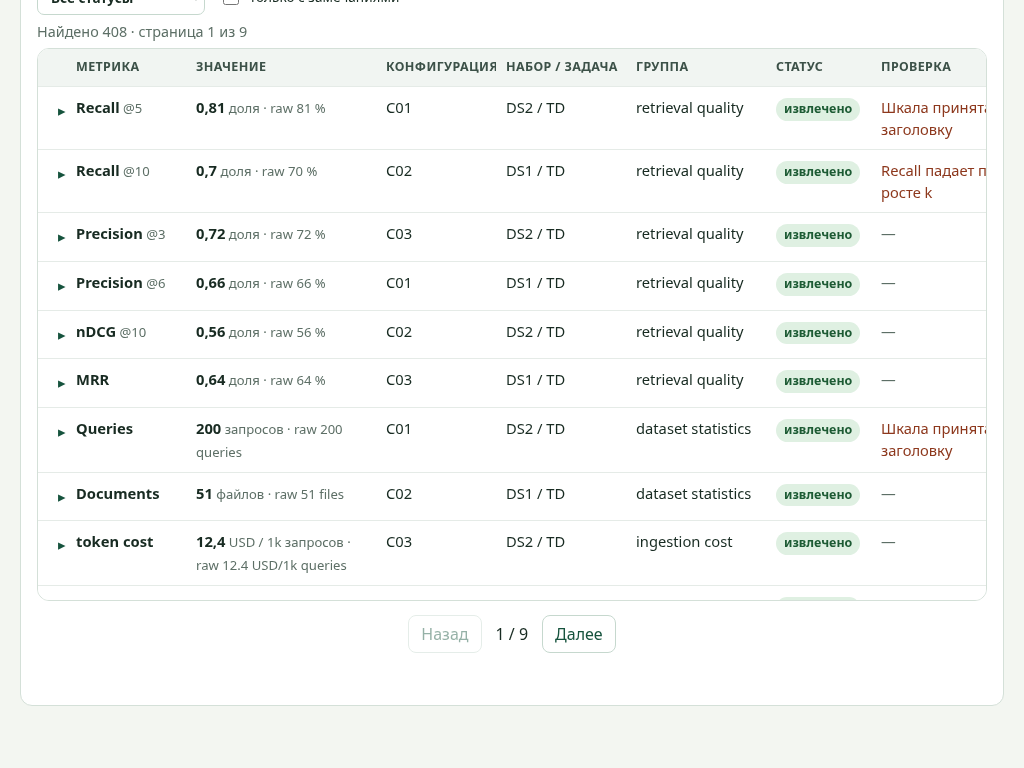 Найдено 408 · страница 1 из 9
МЕТРИКА ЗНАЧЕНИЕ КОНФИГУРАЦИЯ НАБОР / ЗАДАЧА ГРУППА СТАТУС ПРОВЕРКА
▸ Recall @5 0,81 доля · raw 81 % C01 DS2 / TD retrieval quality извлечено Шкала принята
заголовку
▸ Recall @10 0,7 доля · raw 70 % C02 DS1 / TD retrieval quality извлечено Recall падает
росте k
▸ Precision @3 0,72 доля · raw 72 % C03 DS2 / TD retrieval quality извлечено —
▸ Precision @6 0,66 доля · raw 66 % C01 DS1 / TD retrieval quality извлечено —
▸ nDCG @10 0,56 доля · raw 56 % C02 DS2 / TD retrieval quality извлечено —
▸ MRR 0,64 доля · raw 64 % C03 DS1 / TD retrieval quality извлечено —
▸ Queries 200 запросов · raw 200 C01 DS2 / TD dataset statistics извлечено Шкала принята
queries заголовку
▸ Documents 51 файлов · raw 51 files C02 DS1 / TD dataset statistics извлечено —
▸ token cost 12,4 USD / 1k запросов · C03 DS2 / TD ingestion cost извлечено —
raw 12.4 USD/1k queries
Назад 1 / 9 Далее